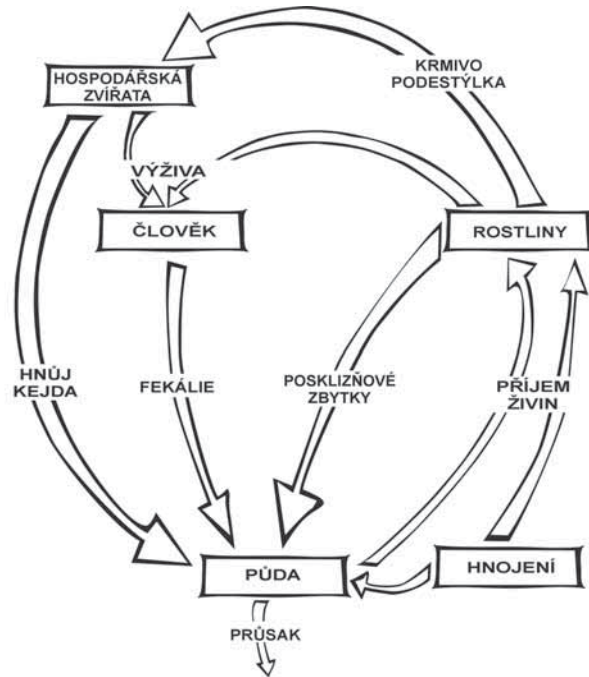 KRMIVO
PODESTÝLKA
HOSPODÁŘSKÁ
ZVÍŘATA
VÝŽIVA
ČLOVĚK
ROSTLINY
HNŮJ
KEJDA
FEKÁLIE
POSKLIZŇOVÉ
ZBYTKY
PŘÍJEM
ŽIVIN
PŮDA
HNOJENÍ
PRŮSAK